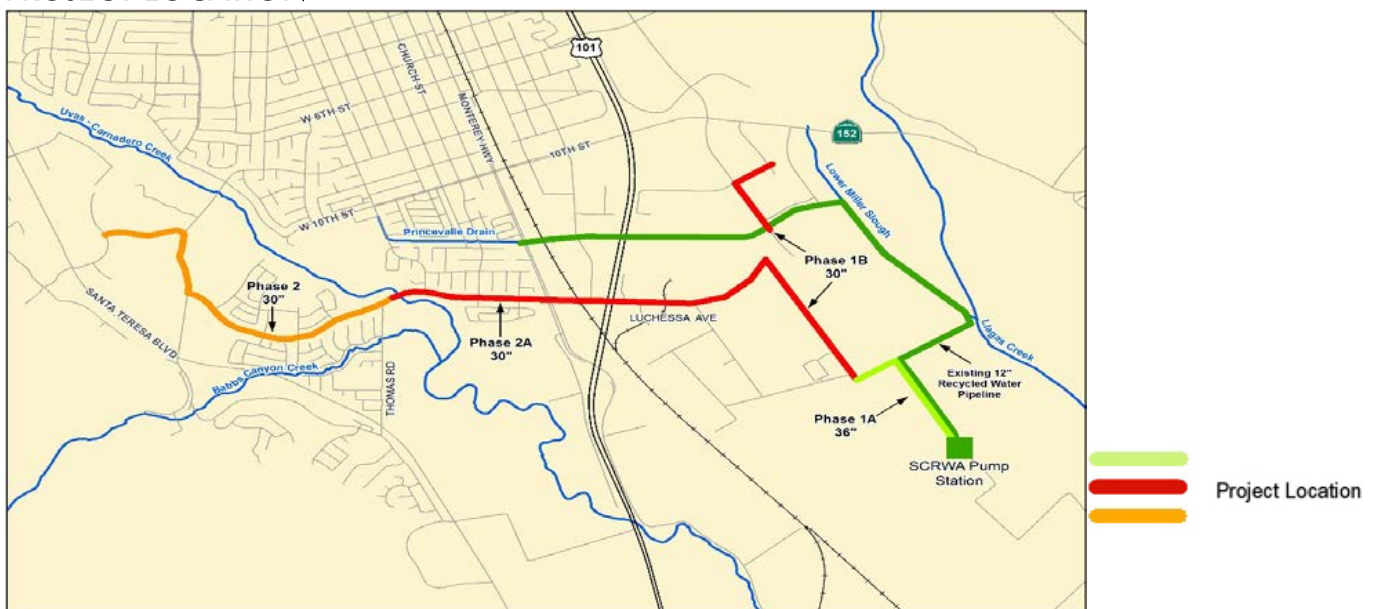 PROJECT LOCATION
101
CHURCH ST
MONTEREY HWY
W 6TH ST
Uvas - Carnadero Creek
152
10TH ST
Lower Miller Slough
W 10TH ST
Princevalle Drain
Phase 1B
30"
Phase 2
30"
SANTA TERESA BLVD
LUCHESSA AVE
Llagas Creek
Phase 2A
30"
Babbs Canyon Creek
THOMAS RD
Existing 12"
Recycled Water
Pipeline
Phase 1A
36"
SCRWA Pump
Station
Project Location